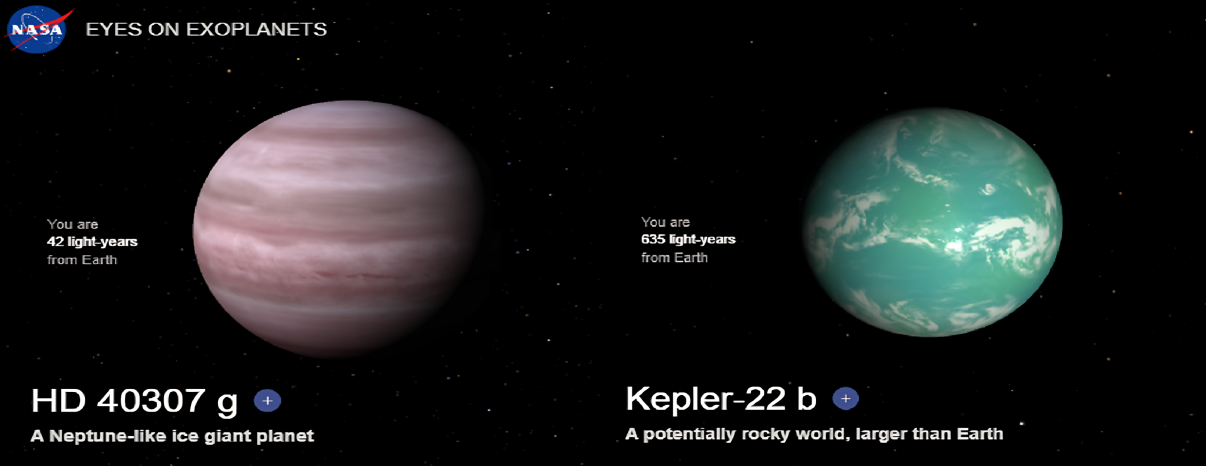 NASA
EYES ON EXOPLANETS
You are
42 light-years
from Earth
HD 40307 g +
A Neptune-like ice giant planet
You are
635 light-years
from Earth
Kepler-22 b +
A potentially rocky world, larger than Earth